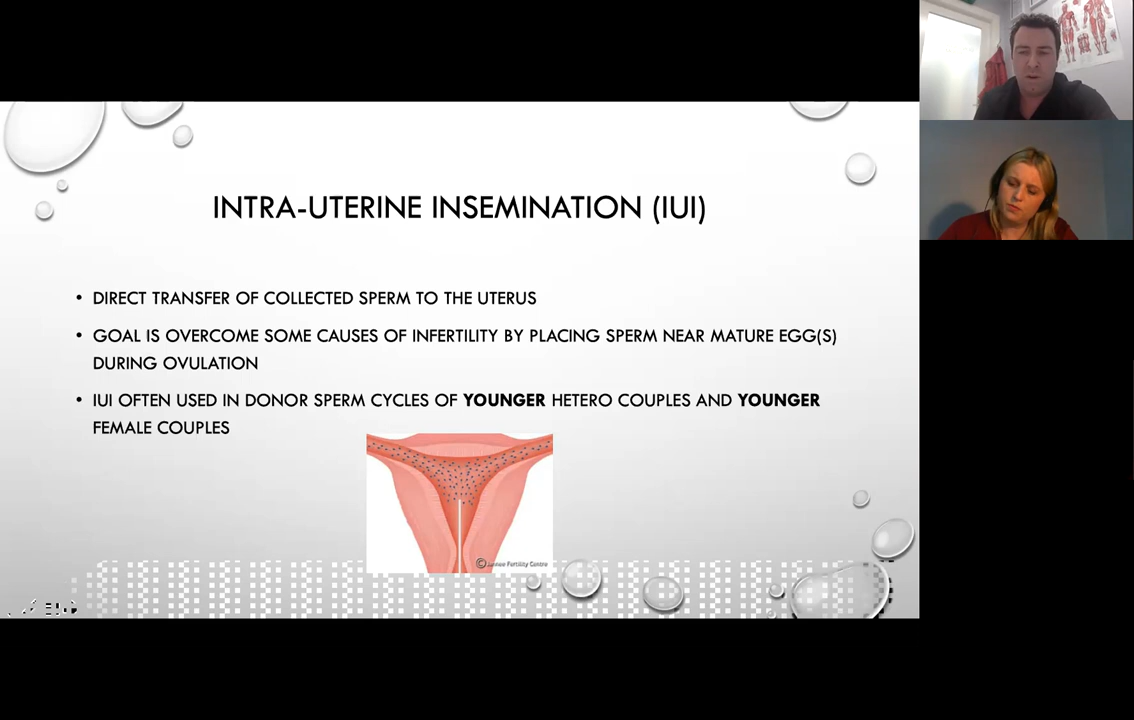 INTRA-UTERINE INSEMINATION (IUI)
• DIRECT TRANSFER OF COLLECTED SPERM TO THE UTERUS
• GOAL IS OVERCOME SOME CAUSES OF INFERTILITY BY PLACING SPERM NEAR MATURE EGG(S)
DURING OVULATION
• IUI OFTEN USED IN DONOR SPERM CYCLES OF YOUNGER HETERO COUPLES AND YOUNGER
FEMALE COUPLES
© Fertility Centre